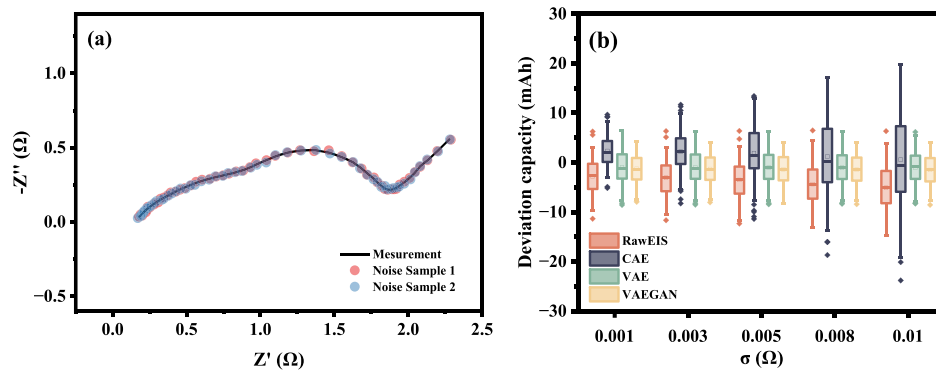 (a)
-Z'' (Ω)
1.0
0.5
0.0
−0.5
Mesurement
Noise Sample 1
Noise Sample 2
0.0 0.5 1.0 1.5 2.0 2.5
Z' (Ω)
(b)
Deviation capacity (mAh)
30
20
10
0
−10
−20
−30
RawEIS
CAE
VAE
VAEGAN
0.001 0.003 0.005 0.008 0.01
σ (Ω)